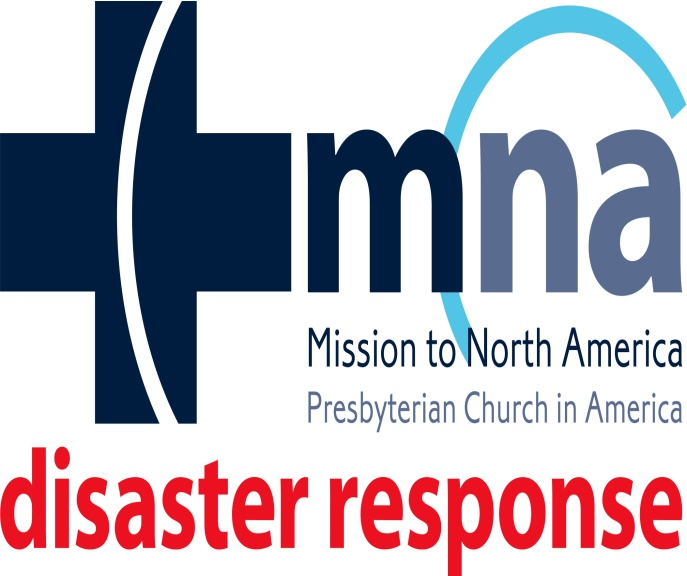 mna
Mission to North America
Presbyterian Church in America
disaster response